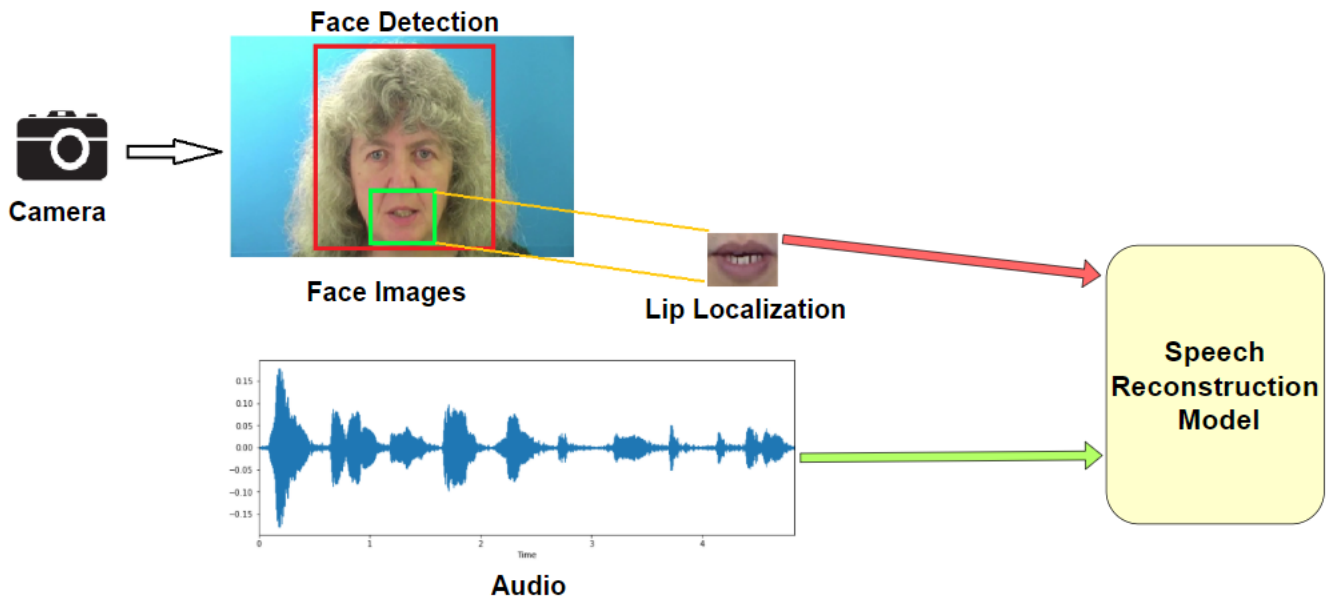 Face Detection
Camera
Face Images
Lip Localization
Speech
Reconstruction
Model
0.15
0.10
0.05
0.00
−0.05
−0.10
−0.15
0 1 2 3 4
Time
Audio